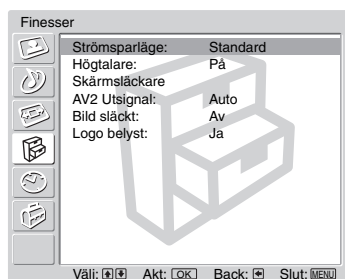 Finesser
Strömsparläge: Standard
Högtalare: På
Skärmsläckare
AV2 Utsignal: Auto
Bild släckt: Av
Logo belyst: Ja
Välj: Akt: OK Back: Slut: MENU